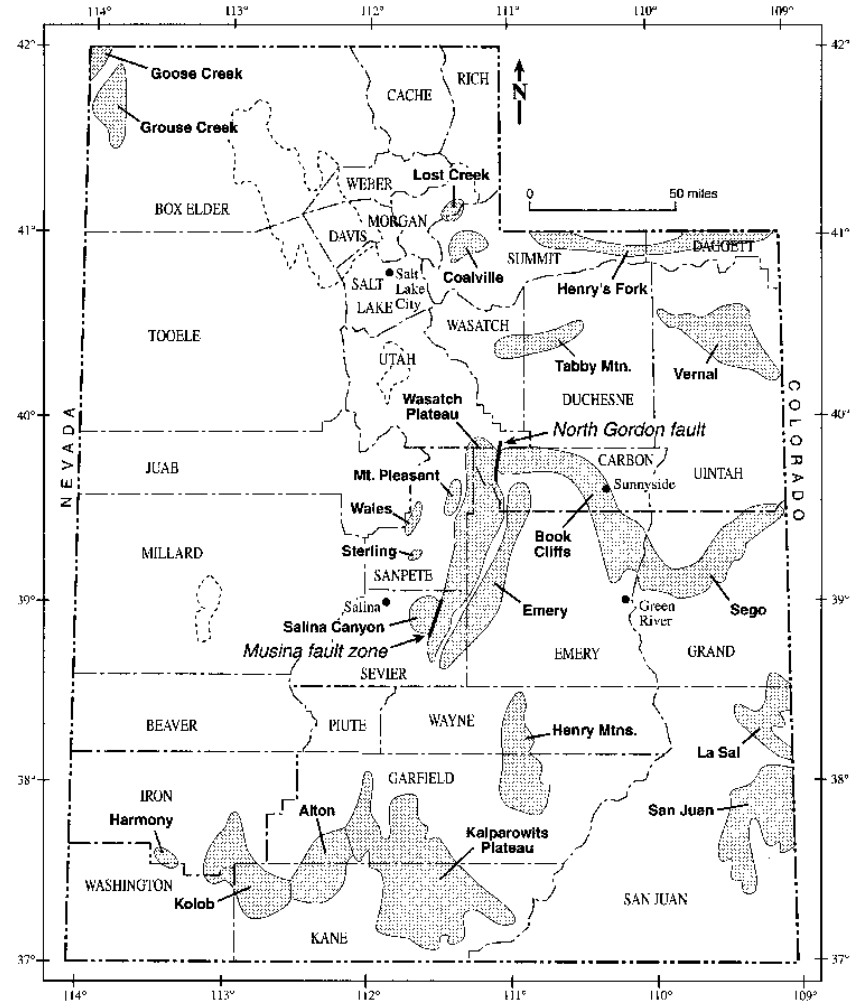 114° 113° 112° 111° 110° 109°
42° 42°
Goose Creek
Grouse Creek
CACHE
RICH
N
Lost Creek
WEBER
0 50 miles
BOX ELDER
MORGAN
41° 41°
DAVIS
SUMMIT
DAGGETT
Coalville
Henry's Fork
Salt
Lake
City
SALT
LAKE
TOOELE
WASATCH
UTAH
Tabby Mtn.
Vernal
DUCHESNE
Wasatch
Plateau
40° 40°
North Gordon fault
NEVADA
COLORADO
JUAB
CARBON
UINTAH
Mt. Pleasant
Sunnyside
Wales
Book
Cliffs
Sterling
MILLARD
SANPETE
39° 39°
Salina
Emery
Green
River
Sego
Salina Canyon
Musina fault zone
EMERY
GRAND
SEVIER
BEAVER
PIUTE
WAYNE
Henry Mtns.
La Sal
38° 38°
GARFIELD
IRON
Harmony
Alton
San Juan
Kaiparowits
Plateau
WASHINGTON
Kolob
SAN JUAN
KANE
37° 37°
114° 113° 112° 111° 110° 109°